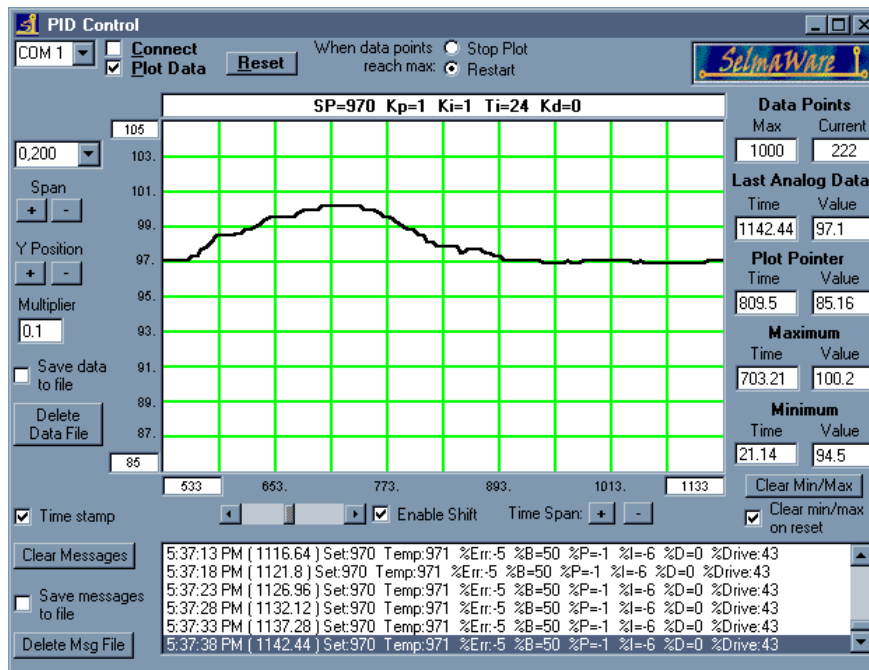 PID Control
COM 1
Connect
Plot Data
Reset
When data points
reach max:
Stop Plot
Restart
SELMAWARE
SP=970 Kp=1 Ki=1 Ti=24 Kd=0
0,200
Span
+ -
Y Position
+ -
Multiplier
0.1
Save data
to file
Delete
Data File
105
103.
101.
99.
97.
95.
93.
91.
89.
87.
85
533 653. 773. 893. 1013. 1133
Data Points
Max Current
1000 222
Last Analog Data
Time Value
1142.44 97.1
Plot Pointer
Time Value
809.5 85.16
Maximum
Time Value
703.21 100.2
Minimum
Time Value
21.14 94.5
Clear Min/Max
Clear min/max
on reset
Time stamp
Enable Shift
Time Span: + -
Clear Messages
Save messages
to file
Delete Msg File
5:37:13 PM ( 1116.64 ) Set:970 Temp:971 %Err:-5 %B=50 %P=-1 %I=-6 %D=0 %Drive:43
5:37:18 PM ( 1121.8 ) Set:970 Temp:971 %Err:-5 %B=50 %P=-1 %I=-6 %D=0 %Drive:43
5:37:23 PM ( 1126.96 ) Set:970 Temp:971 %Err:-5 %B=50 %P=-1 %I=-6 %D=0 %Drive:43
5:37:28 PM ( 1132.12 ) Set:970 Temp:971 %Err:-5 %B=50 %P=-1 %I=-6 %D=0 %Drive:43
5:37:33 PM ( 1137.28 ) Set:970 Temp:971 %Err:-5 %B=50 %P=-1 %I=-6 %D=0 %Drive:43
5:37:38 PM ( 1142.44 ) Set:970 Temp:971 %Err:-5 %B=50 %P=-1 %I=-6 %D=0 %Drive:43